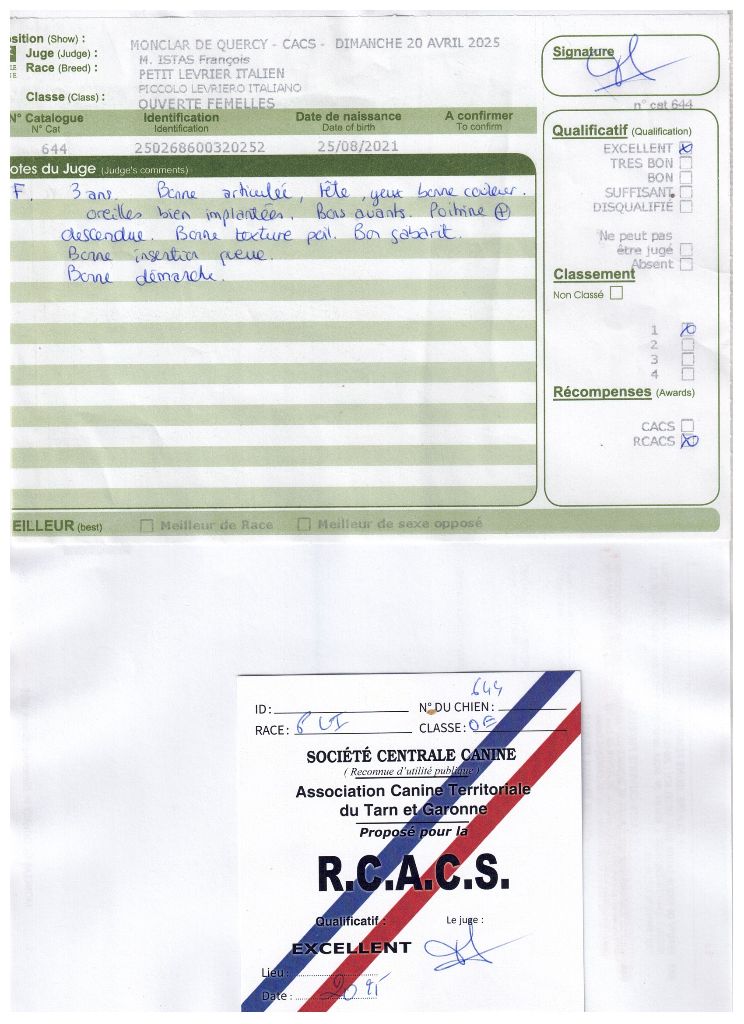 osition (Show) :
MONCLAR DE QUERCY - CACS - DIMANCHE 20 AVRIL 2025
Juge (Judge) :
M. ISTAS François
Race (Breed) :
PETIT LEVRIER ITALIEN
PICCOLO LEVRIERO ITALIANO
Classe (Class) :
OUVERTE FEMELLES
Signature
n° cat 644
N° Catalogue
N° Cat
Identification
Identification
Date de naissance
Date of birth
A confirmer
To confirm
644
250268600320252
25/08/2021
otes du Juge (Judge's comments)
F. 3 ans. Bonne articulée, tête, yeux bonne couleur.
oreilles bien implantées. Bons avants. Poitrine +
descendue. Bonne texture poil. Bon gabarit.
Bonne insertion queue.
Bonne démarche.
Qualificatif (Qualification)
EXCELLENT
TRES BON
BON
SUFFISANT
DISQUALIFIÉ
Ne peut pas
être jugé
Absent
Classement
Non Classé
1
2
3
4
Récompenses (Awards)
CACS
RCACS
EILLEUR (best)
Meilleur de Race
Meilleur de sexe opposé
644
ID :
N° DU CHIEN :
RACE :
CLASSE : OF
SOCIÉTÉ CENTRALE CANINE
( Reconnue d'utilité publique )
Association Canine Territoriale
du Tarn et Garonne
Proposé pour la
R.C.A.C.S.
Qualificatif :
Le juge :
EXCELLENT
Lieu :
Date :